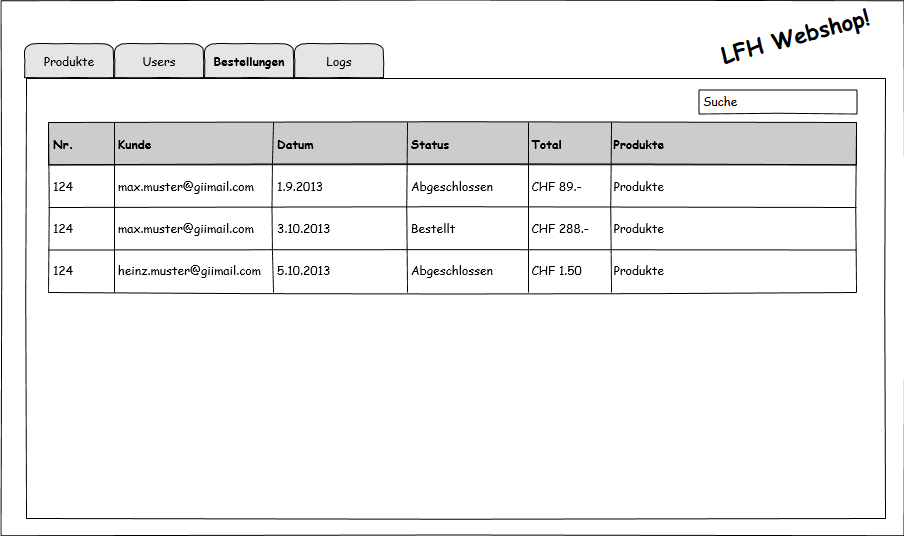 LFH Webshop!
Produkte Users Bestellungen Logs
Suche
Nr. Kunde Datum Status Total Produkte
124 max.muster@giimail.com 1.9.2013 Abgeschlossen CHF 89.- Produkte
124 max.muster@giimail.com 3.10.2013 Bestellt CHF 288.- Produkte
124 heinz.muster@giimail.com 5.10.2013 Abgeschlossen CHF 1.50 Produkte